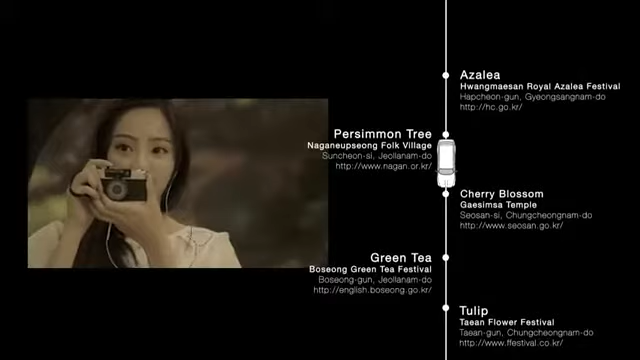 Azalea
Hwangmaesan Royal Azalea Festival
Hapcheon-gun, Gyeongsangnam-do
http://hc.go.kr/
Persimmon Tree
Naganeupseong Folk Village
Suncheon-si, Jeollanam-do
http://www.nagan.or.kr/
Cherry Blossom
Gaesimsa Temple
Seosan-si, Chungcheongnam-do
http://www.seosan.go.kr/
Green Tea
Boseong Green Tea Festival
Boseong-gun, Jeollanam-do
http://english.boseong.go.kr/
Tulip
Taean Flower Festival
Taean-gun, Chungcheongnam-do
http://www.ffestival.co.kr/